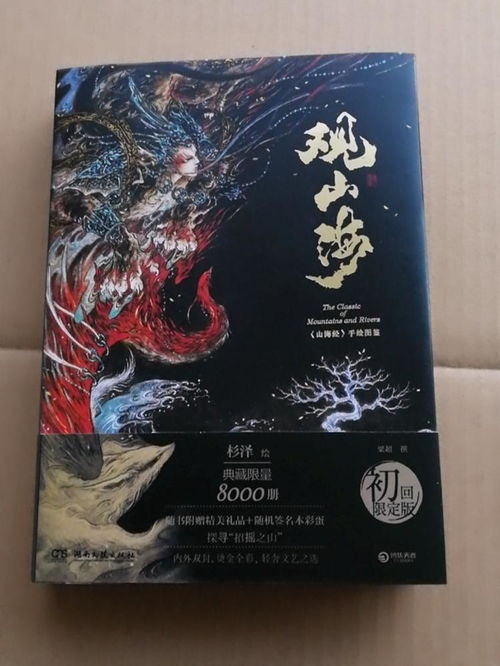 观山海
The Classic
of
Mountains and Rivers
《山海经》手绘图鉴
杉泽 绘
梁超 撰
典藏限量
8000册
随书附赠精美礼品+随机签名本彩蛋
探寻“招摇之山”
内外双封，烫金全彩，轻奢文艺之选
初回
限定版
湖南文艺出版社